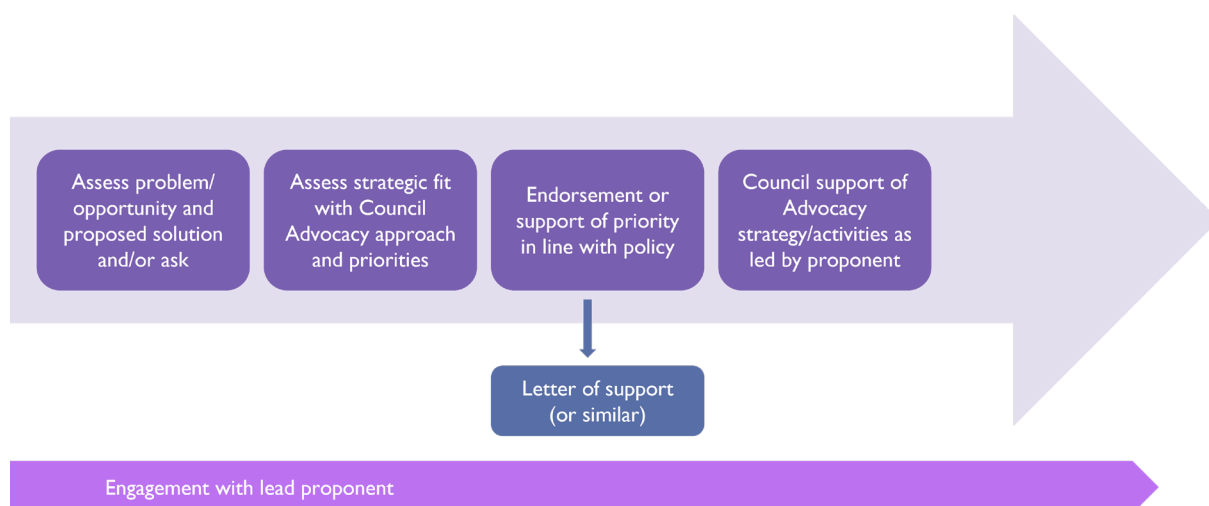 Assess problem/
opportunity and
proposed solution
and/or ask
Assess strategic fit
with Council
Advocacy approach
and priorities
Endorsement or
support of priority
in line with policy
Council support of
Advocacy
strategy/activities as
led by proponent
Letter of support
(or similar)
Engagement with lead proponent